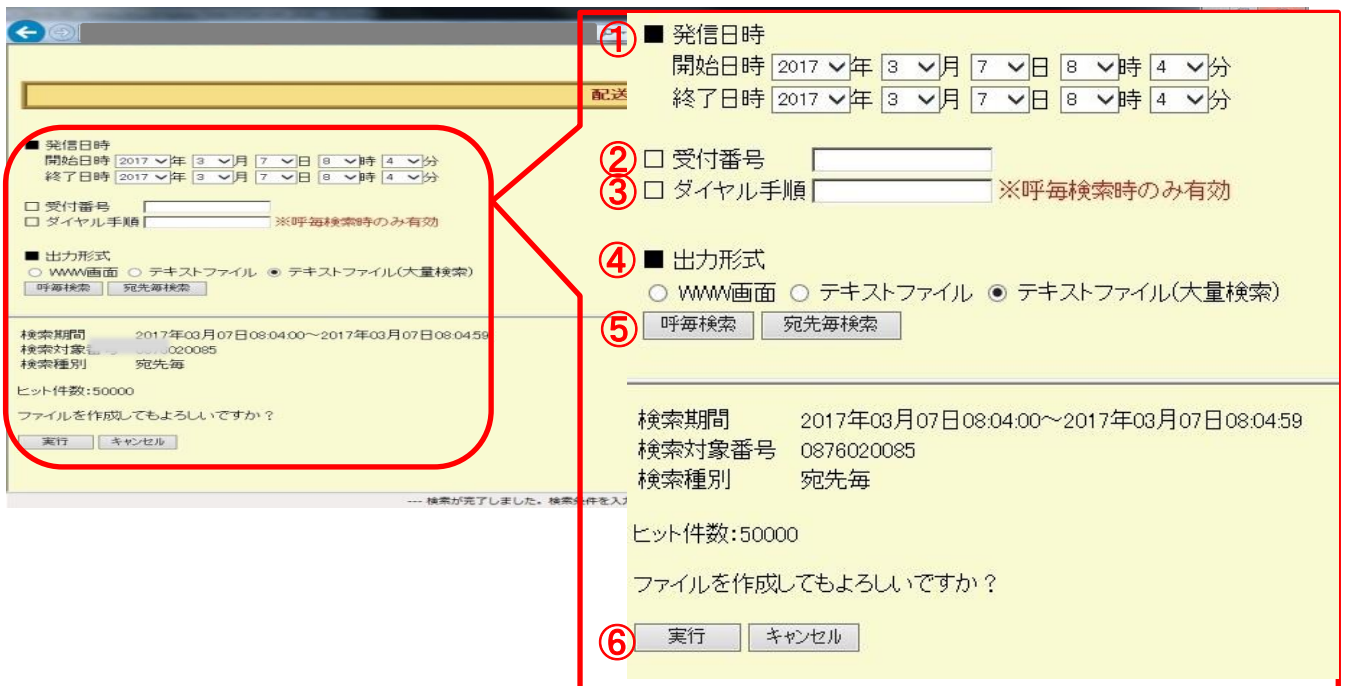 配送
■ 発信日時
開始日時 2017 年 3 月 7 日 8 時 4 分
終了日時 2017 年 3 月 7 日 8 時 4 分
□ 受付番号
□ ダイヤル手順 ※呼毎検索時のみ有効
■ 出力形式
○ WWW画面 ○ テキストファイル ◉ テキストファイル(大量検索)
呼毎検索 宛先毎検索
検索期間 2017年03月07日08:04:00～2017年03月07日08:04:59
検索対象 020085
検索種別 宛先毎
ヒット件数:50000
ファイルを作成してもよろしいですか？
実行 キャンセル
--- 検索が完了しました。検索条件を入
① ■ 発信日時
開始日時 2017 年 3 月 7 日 8 時 4 分
終了日時 2017 年 3 月 7 日 8 時 4 分
② □ 受付番号
③ □ ダイヤル手順 ※呼毎検索時のみ有効
④ ■ 出力形式
○ WWW画面 ○ テキストファイル ◉ テキストファイル(大量検索)
⑤ 呼毎検索 宛先毎検索
検索期間 2017年03月07日08:04:00～2017年03月07日08:04:59
検索対象番号 0876020085
検索種別 宛先毎
ヒット件数:50000
ファイルを作成してもよろしいですか？
⑥ 実行 キャンセル